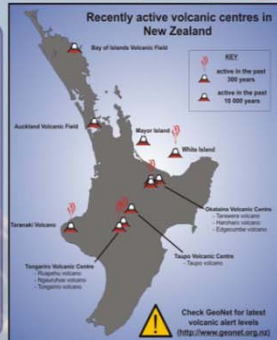 Recently active volcanic centres in
New Zealand
Bay of Islands Volcanic Field
KEY
active in the past
300 years
active in the past
10 000 years
Auckland Volcanic Field
Mayor Island
White Island
Okataina Volcanic Centre
- Tarawera volcano
- Haroharo volcano
- Edgecumbe volcano
Taranaki Volcano
Taupo Volcanic Centre
- Taupo volcano
Tongariro Volcanic Centre
- Ruapehu volcano
- Ngauruhoe volcano
- Tongariro volcano
Check GeoNet for latest
volcanic alert levels
(http://www.geonet.org.nz)